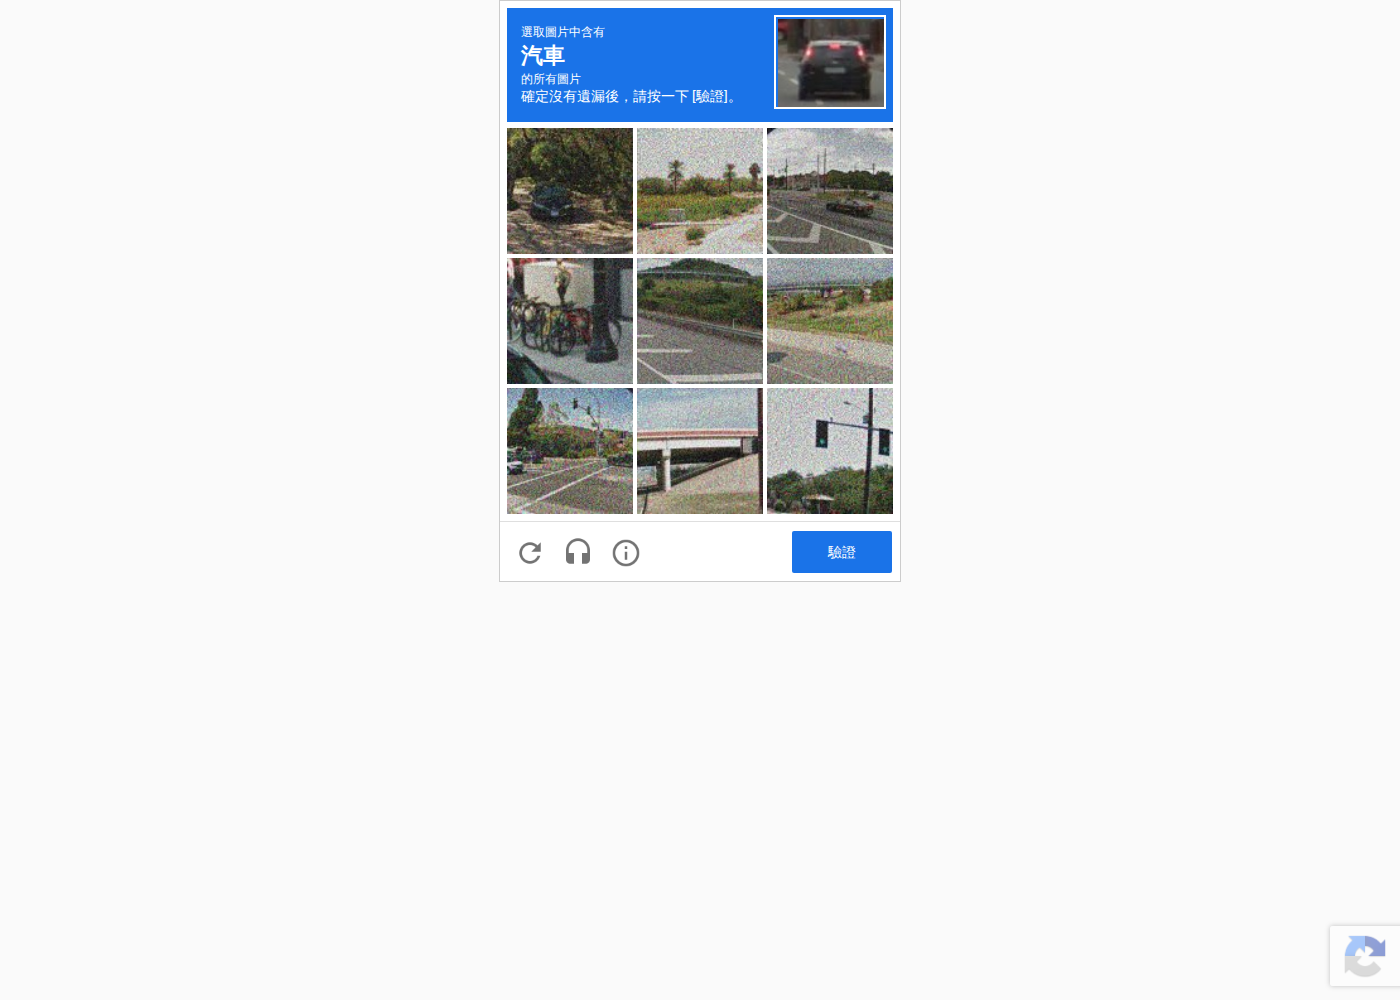 選取圖片中含有
汽車
的所有圖片
確定沒有遺漏後，請按一下 [驗證]。
驗證